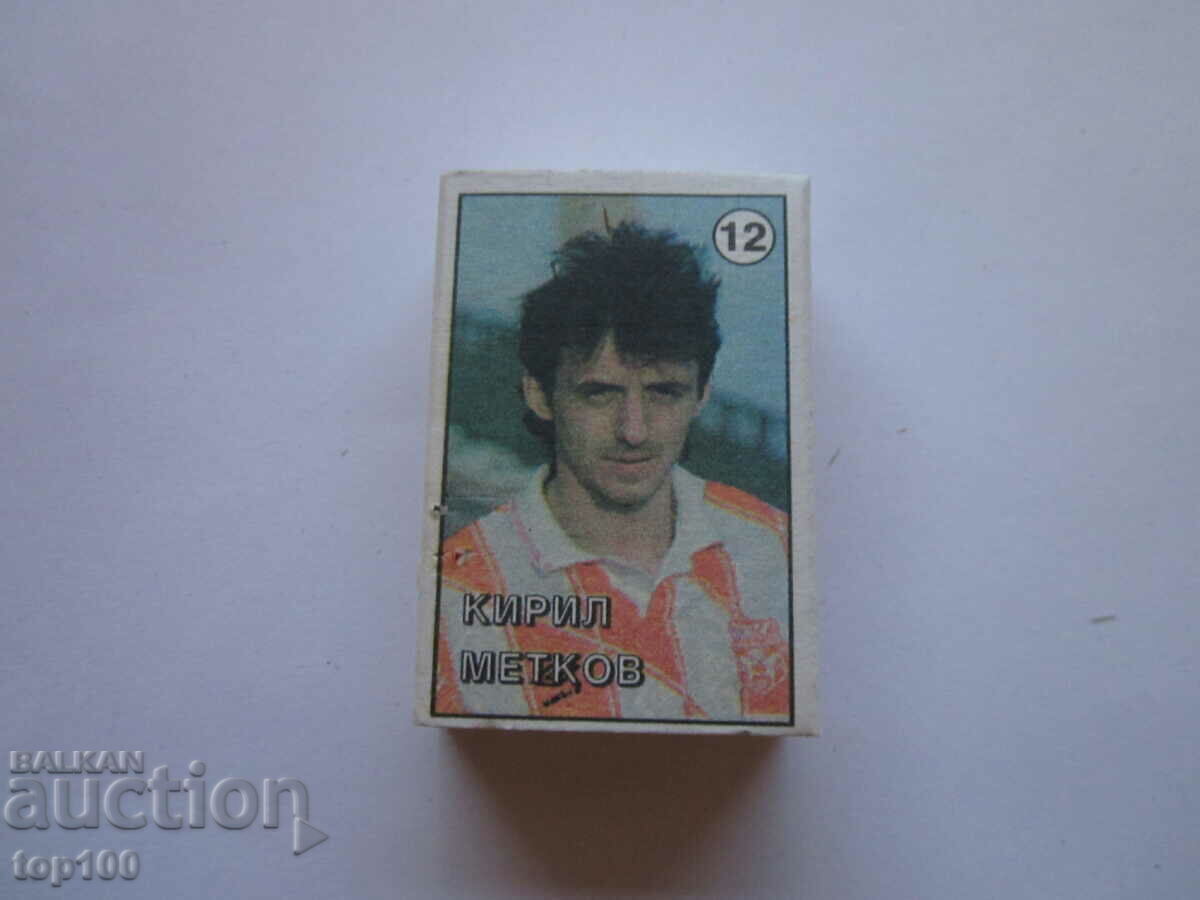 12
КИРИЛ
МЕТКОВ
BALKAN
auction
top100